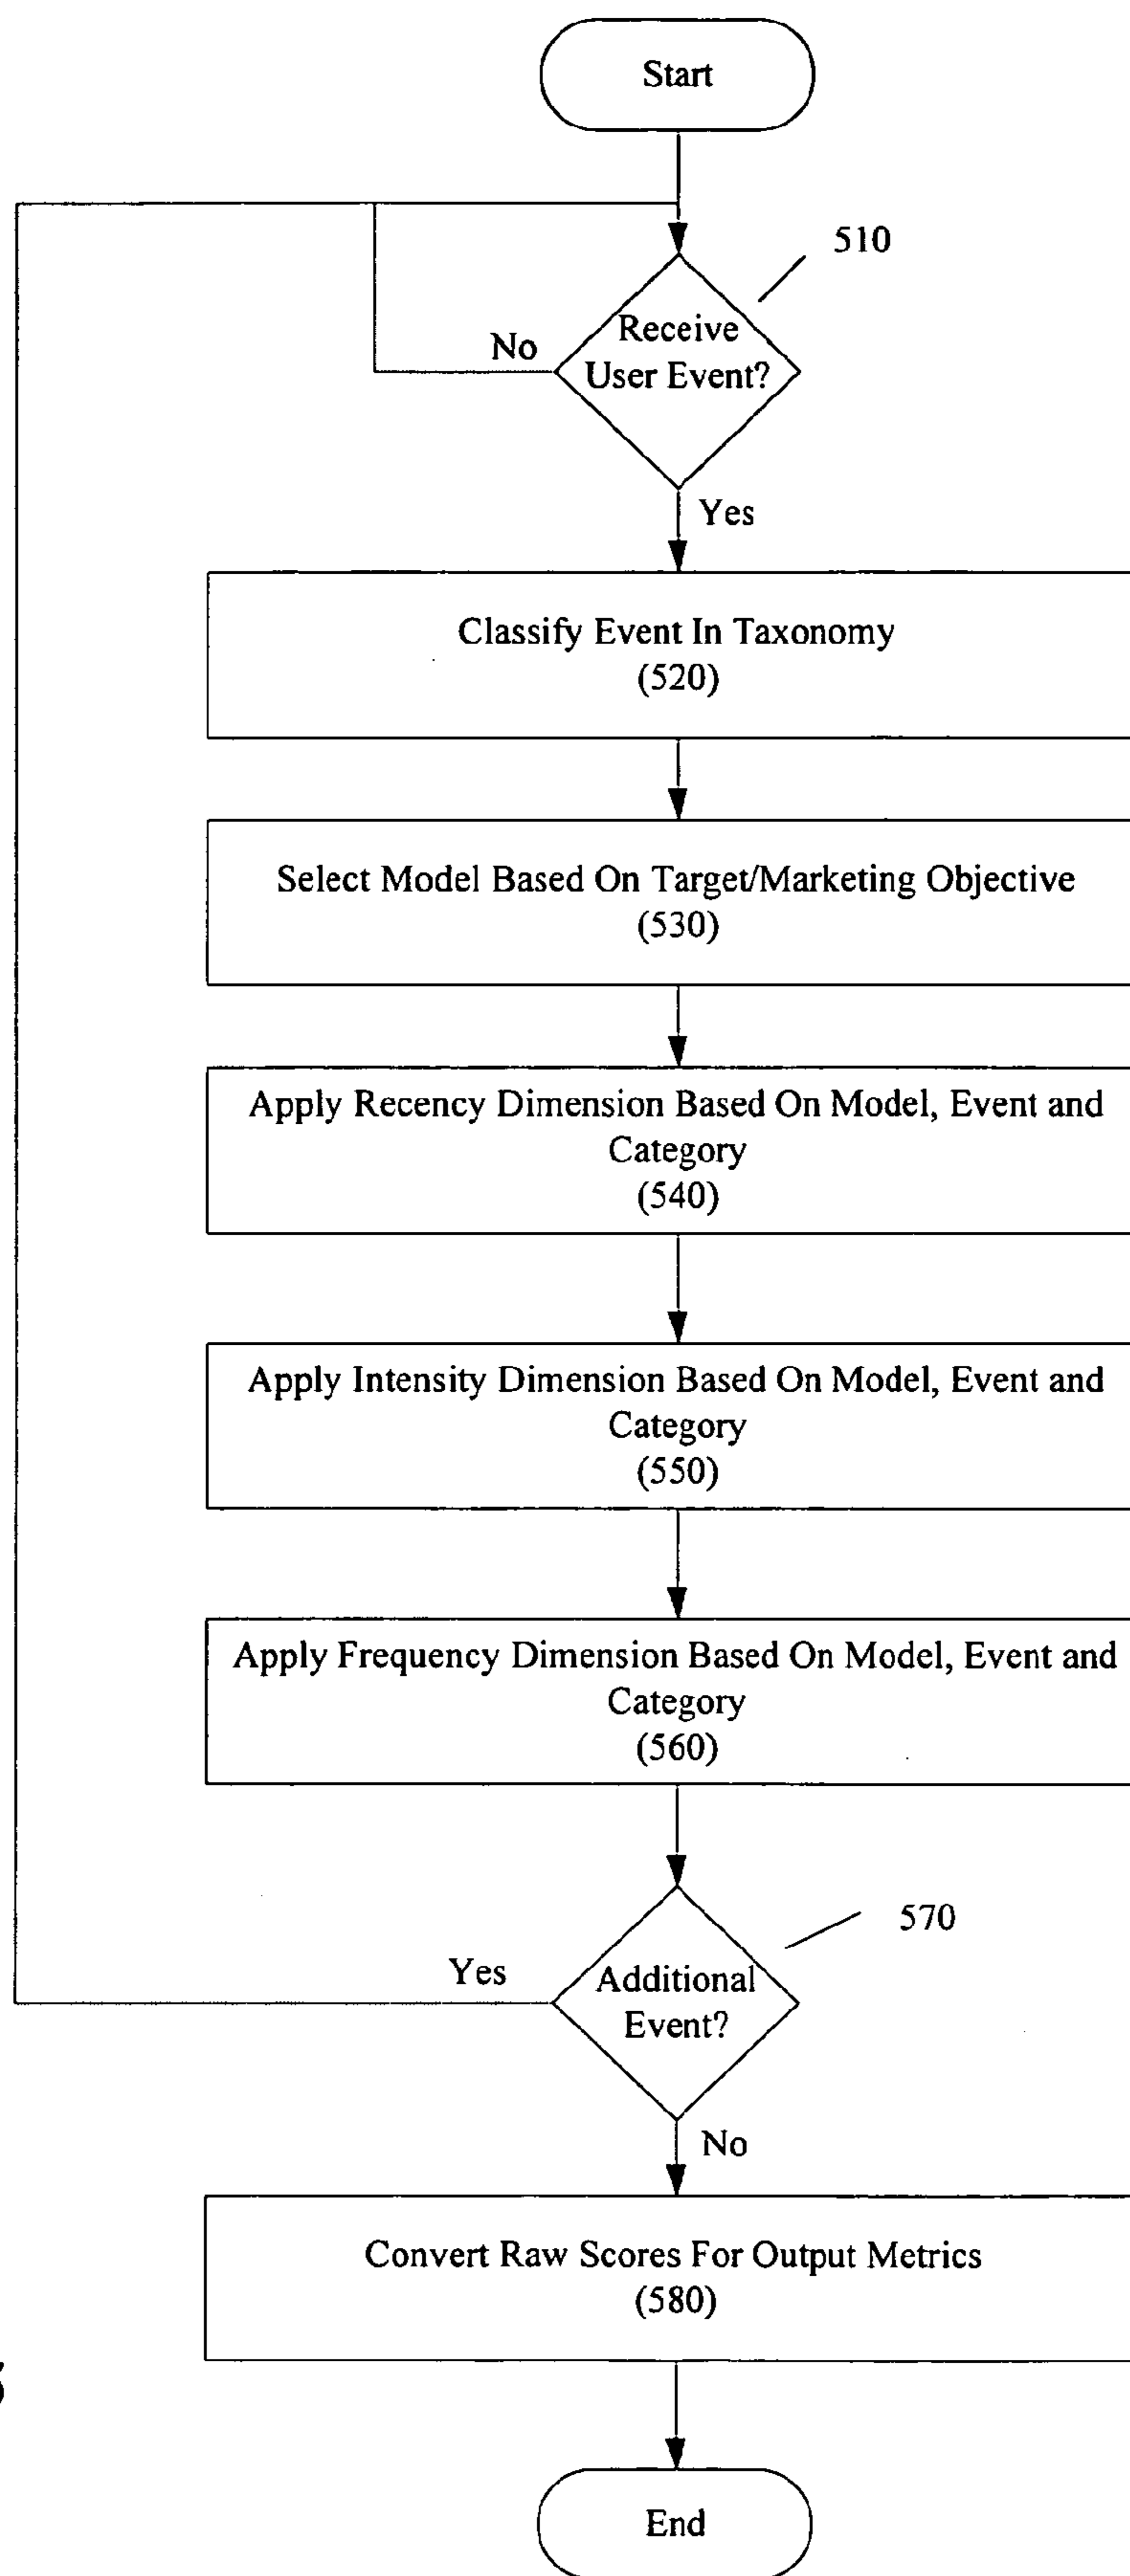 Start
510
Receive
User Event?
No
Yes
Classify Event In Taxonomy
(520)
Select Model Based On Target/Marketing Objective
(530)
Apply Recency Dimension Based On Model, Event and
Category
(540)
Apply Intensity Dimension Based On Model, Event and
Category
(550)
Apply Frequency Dimension Based On Model, Event and
Category
(560)
570
Yes
Additional
Event?
No
Convert Raw Scores For Output Metrics
(580)
End